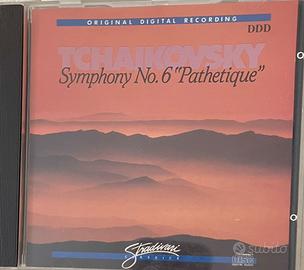 ORIGINAL DIGITAL RECORDING
DDD
TCHAIKOVSKY
Symphony No. 6 "Pathetique"
Stradivari
CLASSICS
subito